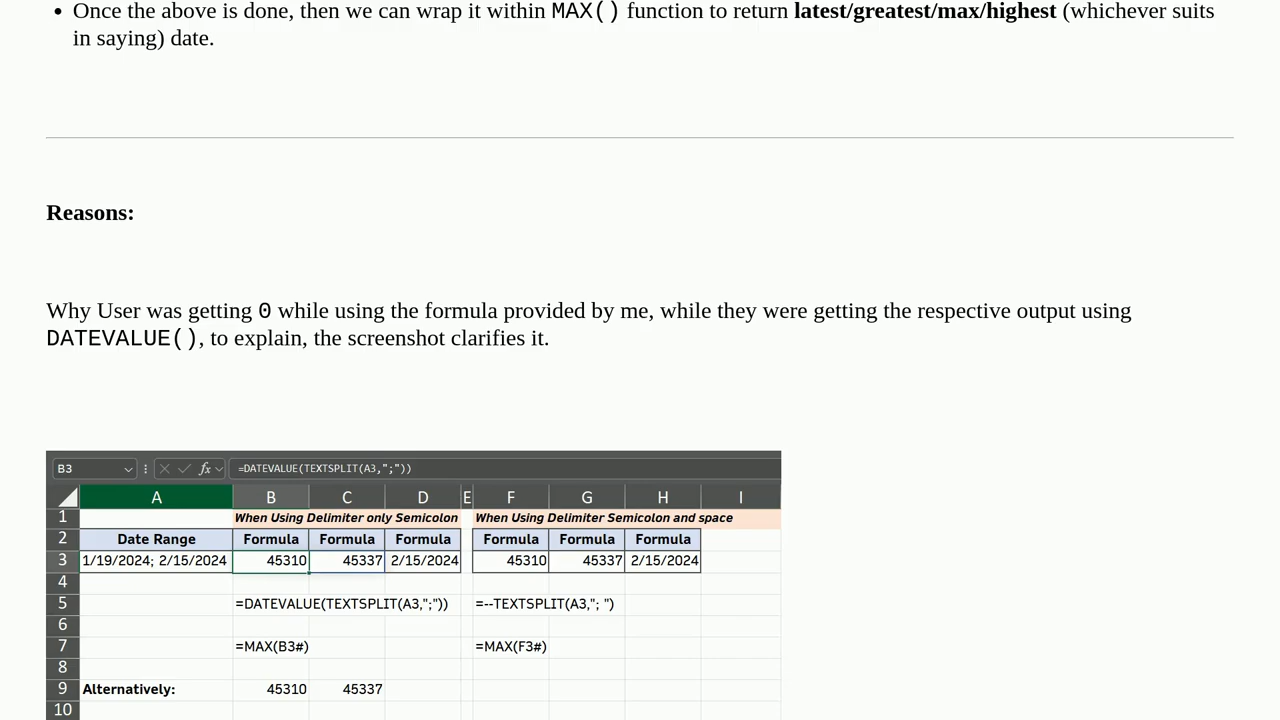 • Once the above is done, then we can wrap it within MAX() function to return latest/greatest/max/highest (whichever suits
in saying) date.
Reasons:
Why User was getting 0 while using the formula provided by me, while they were getting the respective output using
DATEVALUE(), to explain, the screenshot clarifies it.
B3 fx =DATEVALUE(TEXTSPLIT(A3,";"))
A B C D E F G H I
1 When Using Delimiter only Semicolon When Using Delimiter Semicolon and space
2 Date Range Formula Formula Formula Formula Formula Formula
3 1/19/2024; 2/15/2024 45310 45337 2/15/2024 45310 45337 2/15/2024
4
5 =DATEVALUE(TEXTSPLIT(A3,";")) =--TEXTSPLIT(A3,"; ")
6
7 =MAX(B3#) =MAX(F3#)
8
9 Alternatively: 45310 45337
10